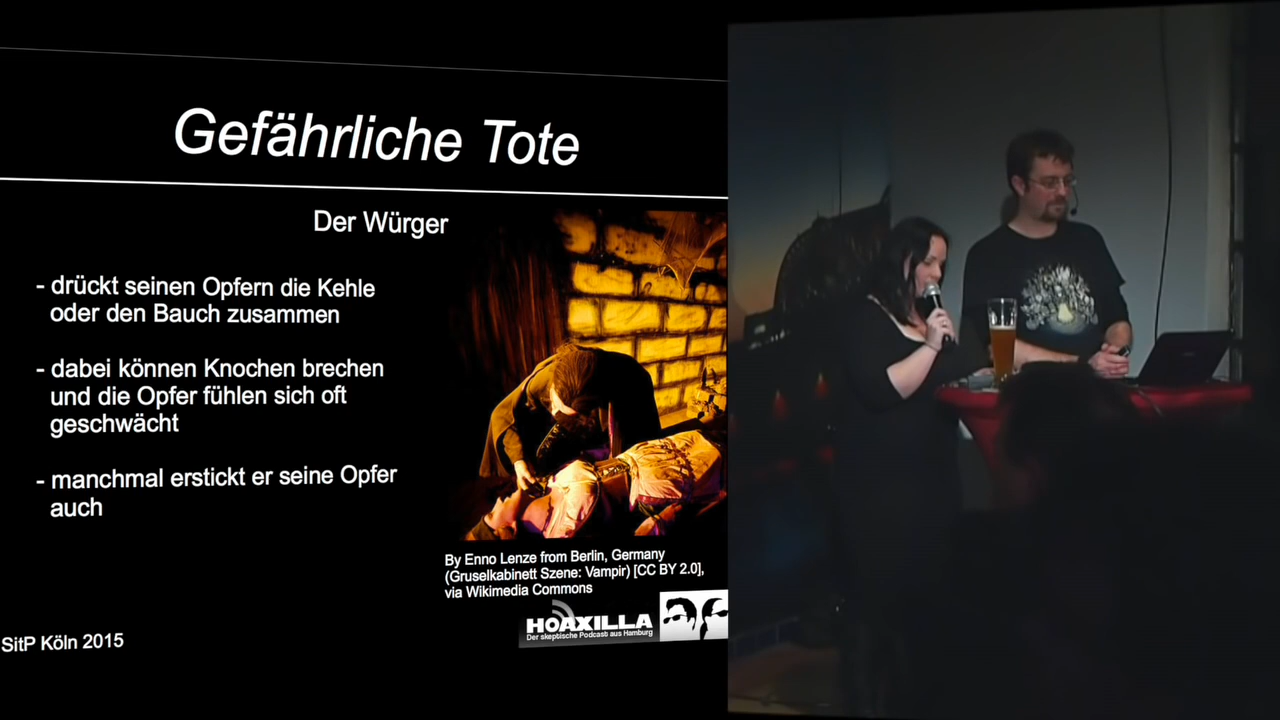 Gefährliche Tote
Der Würger
- drückt seinen Opfern die Kehle
oder den Bauch zusammen
- dabei können Knochen brechen
und die Opfer fühlen sich oft
geschwächt
- manchmal erstickt er seine Opfer
auch
By Enno Lenze from Berlin, Germany
(Gruselkabinett Szene: Vampir) [CC BY 2.0],
via Wikimedia Commons
HOAXILLA
Der skeptische Podcast aus Hamburg
SitP Köln 2015